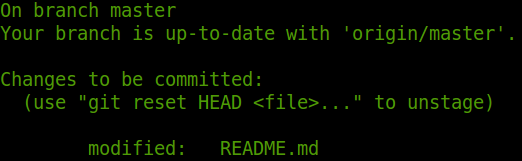 On branch master
Your branch is up-to-date with 'origin/master'.
Changes to be committed:
(use "git reset HEAD <file>..." to unstage)
modified: README.md